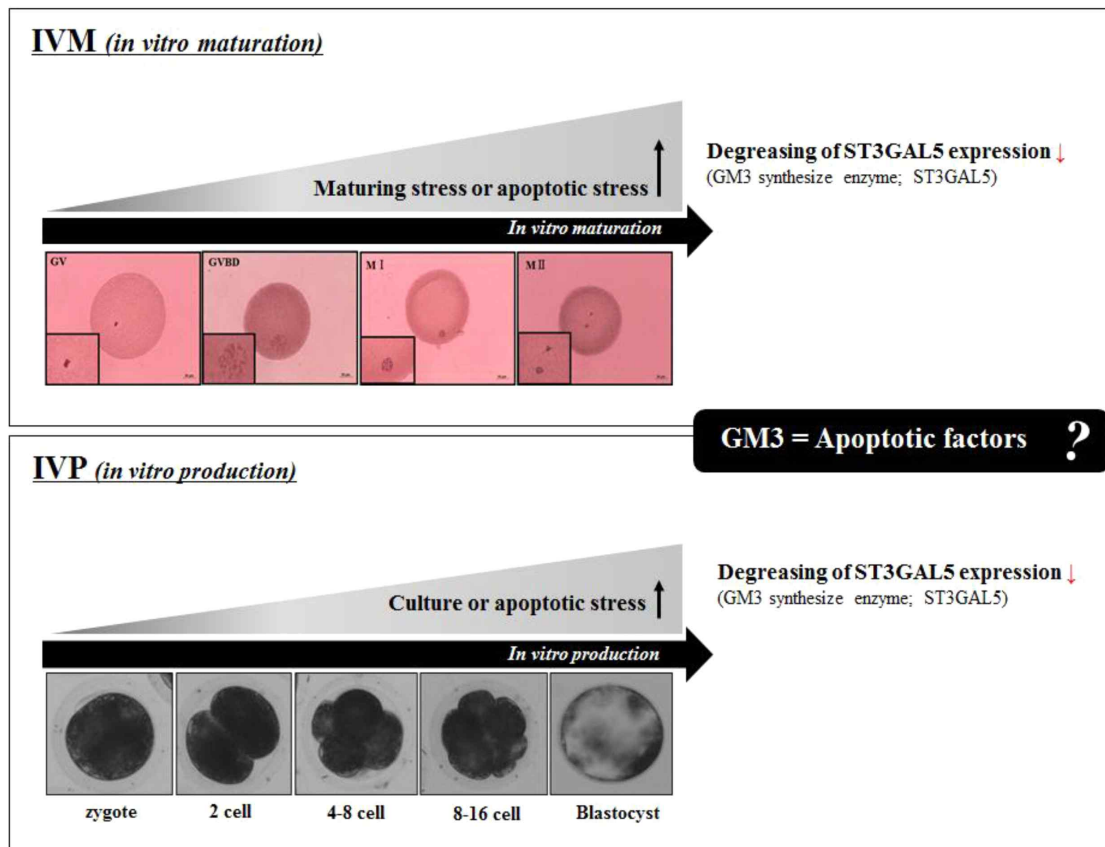 IVM (in vitro maturation)
Maturing stress or apoptotic stress ↑
Degreasing of ST3GAL5 expression ↓
(GM3 synthesize enzyme; ST3GAL5)
In vitro maturation
GV
GVBD
M I
M II
GM3 = Apoptotic factors ?
IVP (in vitro production)
Culture or apoptotic stress ↑
Degreasing of ST3GAL5 expression ↓
(GM3 synthesize enzyme; ST3GAL5)
In vitro production
zygote
2 cell
4-8 cell
8-16 cell
Blastocyst